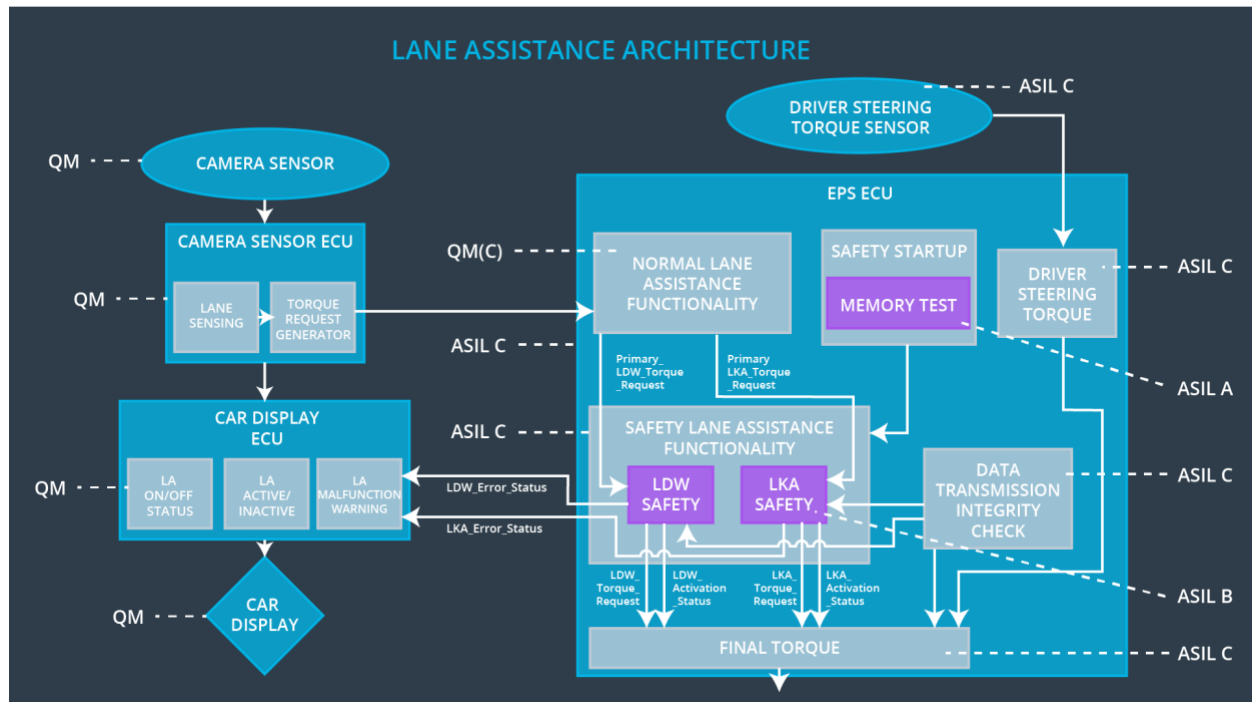 LANE ASSISTANCE ARCHITECTURE
ASIL C
DRIVER STEERING
TORQUE SENSOR
QM
CAMERA SENSOR
EPS ECU
CAMERA SENSOR ECU
QM
LANE
SENSING
TORQUE
REQUEST
GENERATOR
QM(C)
NORMAL LANE
ASSISTANCE
FUNCTIONALITY
SAFETY STARTUP
MEMORY TEST
DRIVER
STEERING
TORQUE
ASIL C
ASIL C
Primary_
LDW_Torque
_Request
Primary
LKA_Torque
_Request
ASIL A
CAR DISPLAY
ECU
QM
LA
ON/OFF
STATUS
LA
ACTIVE/
INACTIVE
LA
MALFUNCTION
WARNING
ASIL C
SAFETY LANE ASSISTANCE
FUNCTIONALITY
LDW
SAFETY
LKA
SAFETY
DATA
TRANSMISSION
INTEGRITY
CHECK
ASIL C
LDW_Error_Status
LKA_Error_Status
LDW_
Torque_
Request
LDW_
Activation
_Status
LKA_
Torque_
Request
LKA_
Activation
_Status
ASIL B
QM
CAR
DISPLAY
FINAL TORQUE
ASIL C